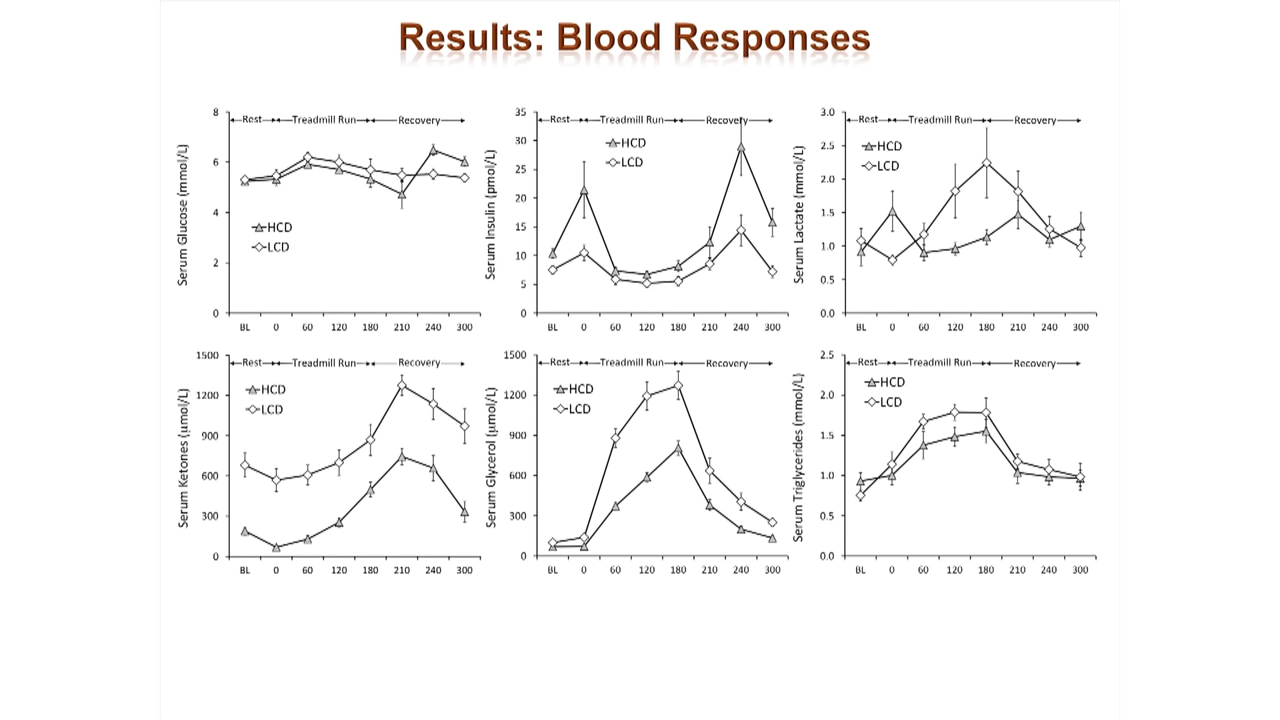 Results: Blood Responses
Serum Glucose (mmol/L)
8
6
4
2
0
Rest
Treadmill Run
Recovery
HCD
LCD
BL 0 60 120 180 210 240 300
Serum Insulin (pmol/L)
35
30
25
20
15
10
5
0
Rest
Treadmill Run
Recovery
HCD
LCD
BL 0 60 120 180 210 240 300
Serum Lactate (mmol/L)
3.0
2.5
2.0
1.5
1.0
0.5
0.0
Rest
Treadmill Run
Recovery
HCD
LCD
BL 0 60 120 180 210 240 300
Serum Ketones (μmol/L)
1500
1200
900
600
300
0
Rest
Treadmill Run
Recovery
HCD
LCD
BL 0 60 120 180 210 240 300
Serum Glycerol (μmol/L)
1500
1200
900
600
300
0
Rest
Treadmill Run
Recovery
HCD
LCD
BL 0 60 120 180 210 240 300
Serum Triglycerides (mmol/L)
2.5
2.0
1.5
1.0
0.5
0.0
Rest
Treadmill Run
Recovery
HCD
LCD
BL 0 60 120 180 210 240 300